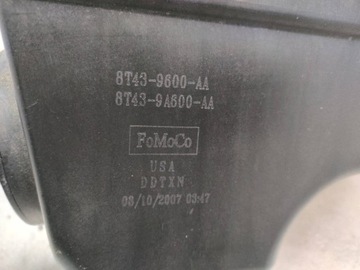 8T43-9600-AA
8T43-9A600-AA
FoMoCo
USA
DDTXN
08/10/2007 03:47